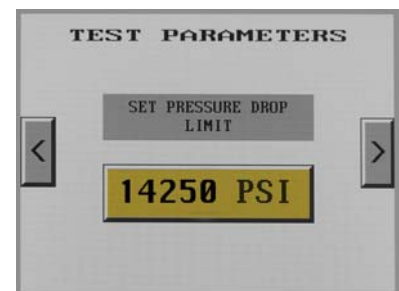 TEST PARAMETERS
SET PRESSURE DROP
LIMIT
<
>
14250 PSI